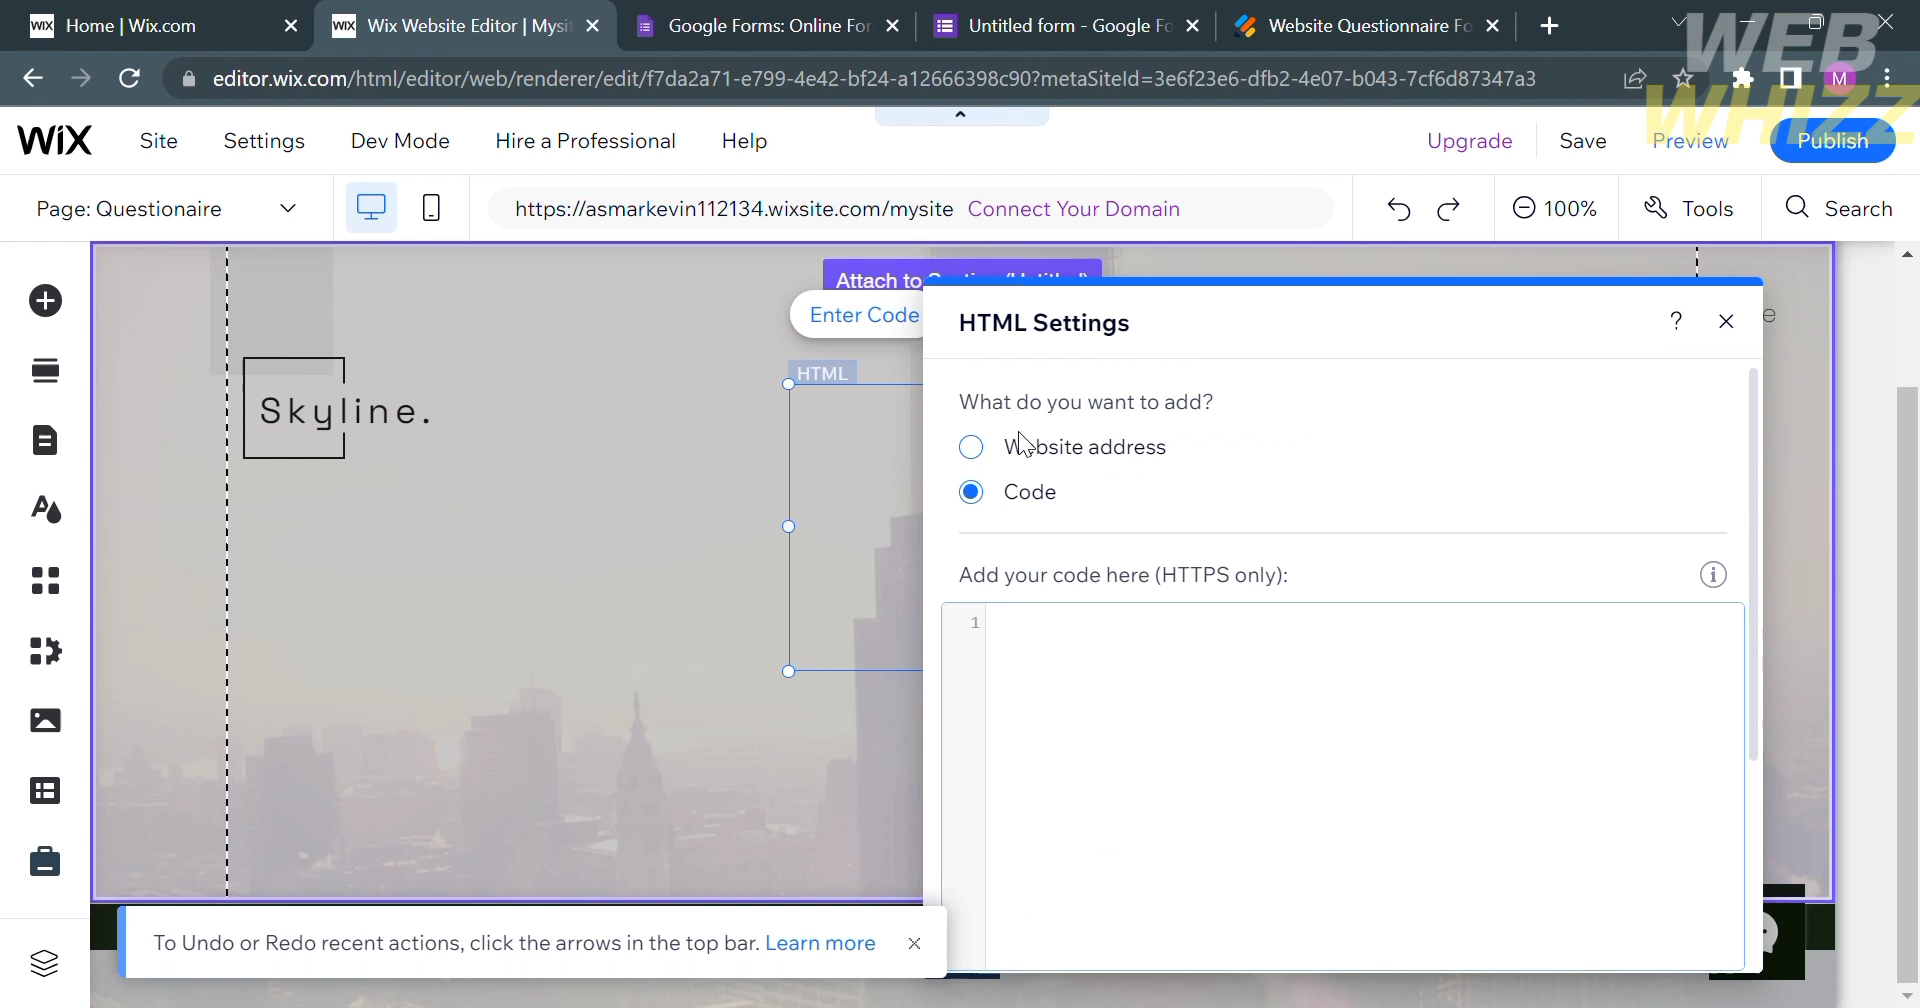 WiX Home | Wix.com
WiX Wix Website Editor | Mysit
Google Forms: Online For
Untitled form - Google Fo
Website Questionnaire Fo
WEB
WHIZZ
editor.wix.com/html/editor/web/renderer/edit/f7da2a71-e799-4e42-bf24-a12666398c90?metaSiteId=3e6f23e6-dfb2-4e07-b043-7cf6d87347a3
M
WiX Site Settings Dev Mode Hire a Professional Help Upgrade Save Preview Publish
Page: Questionaire https://asmarkevin112134.wixsite.com/mysite Connect Your Domain 100% Tools Search
Attach to
Enter Code
HTML Settings ?
HTML
Skyline.
What do you want to add?
Website address
Code
Add your code here (HTTPS only):
1
To Undo or Redo recent actions, click the arrows in the top bar. Learn more